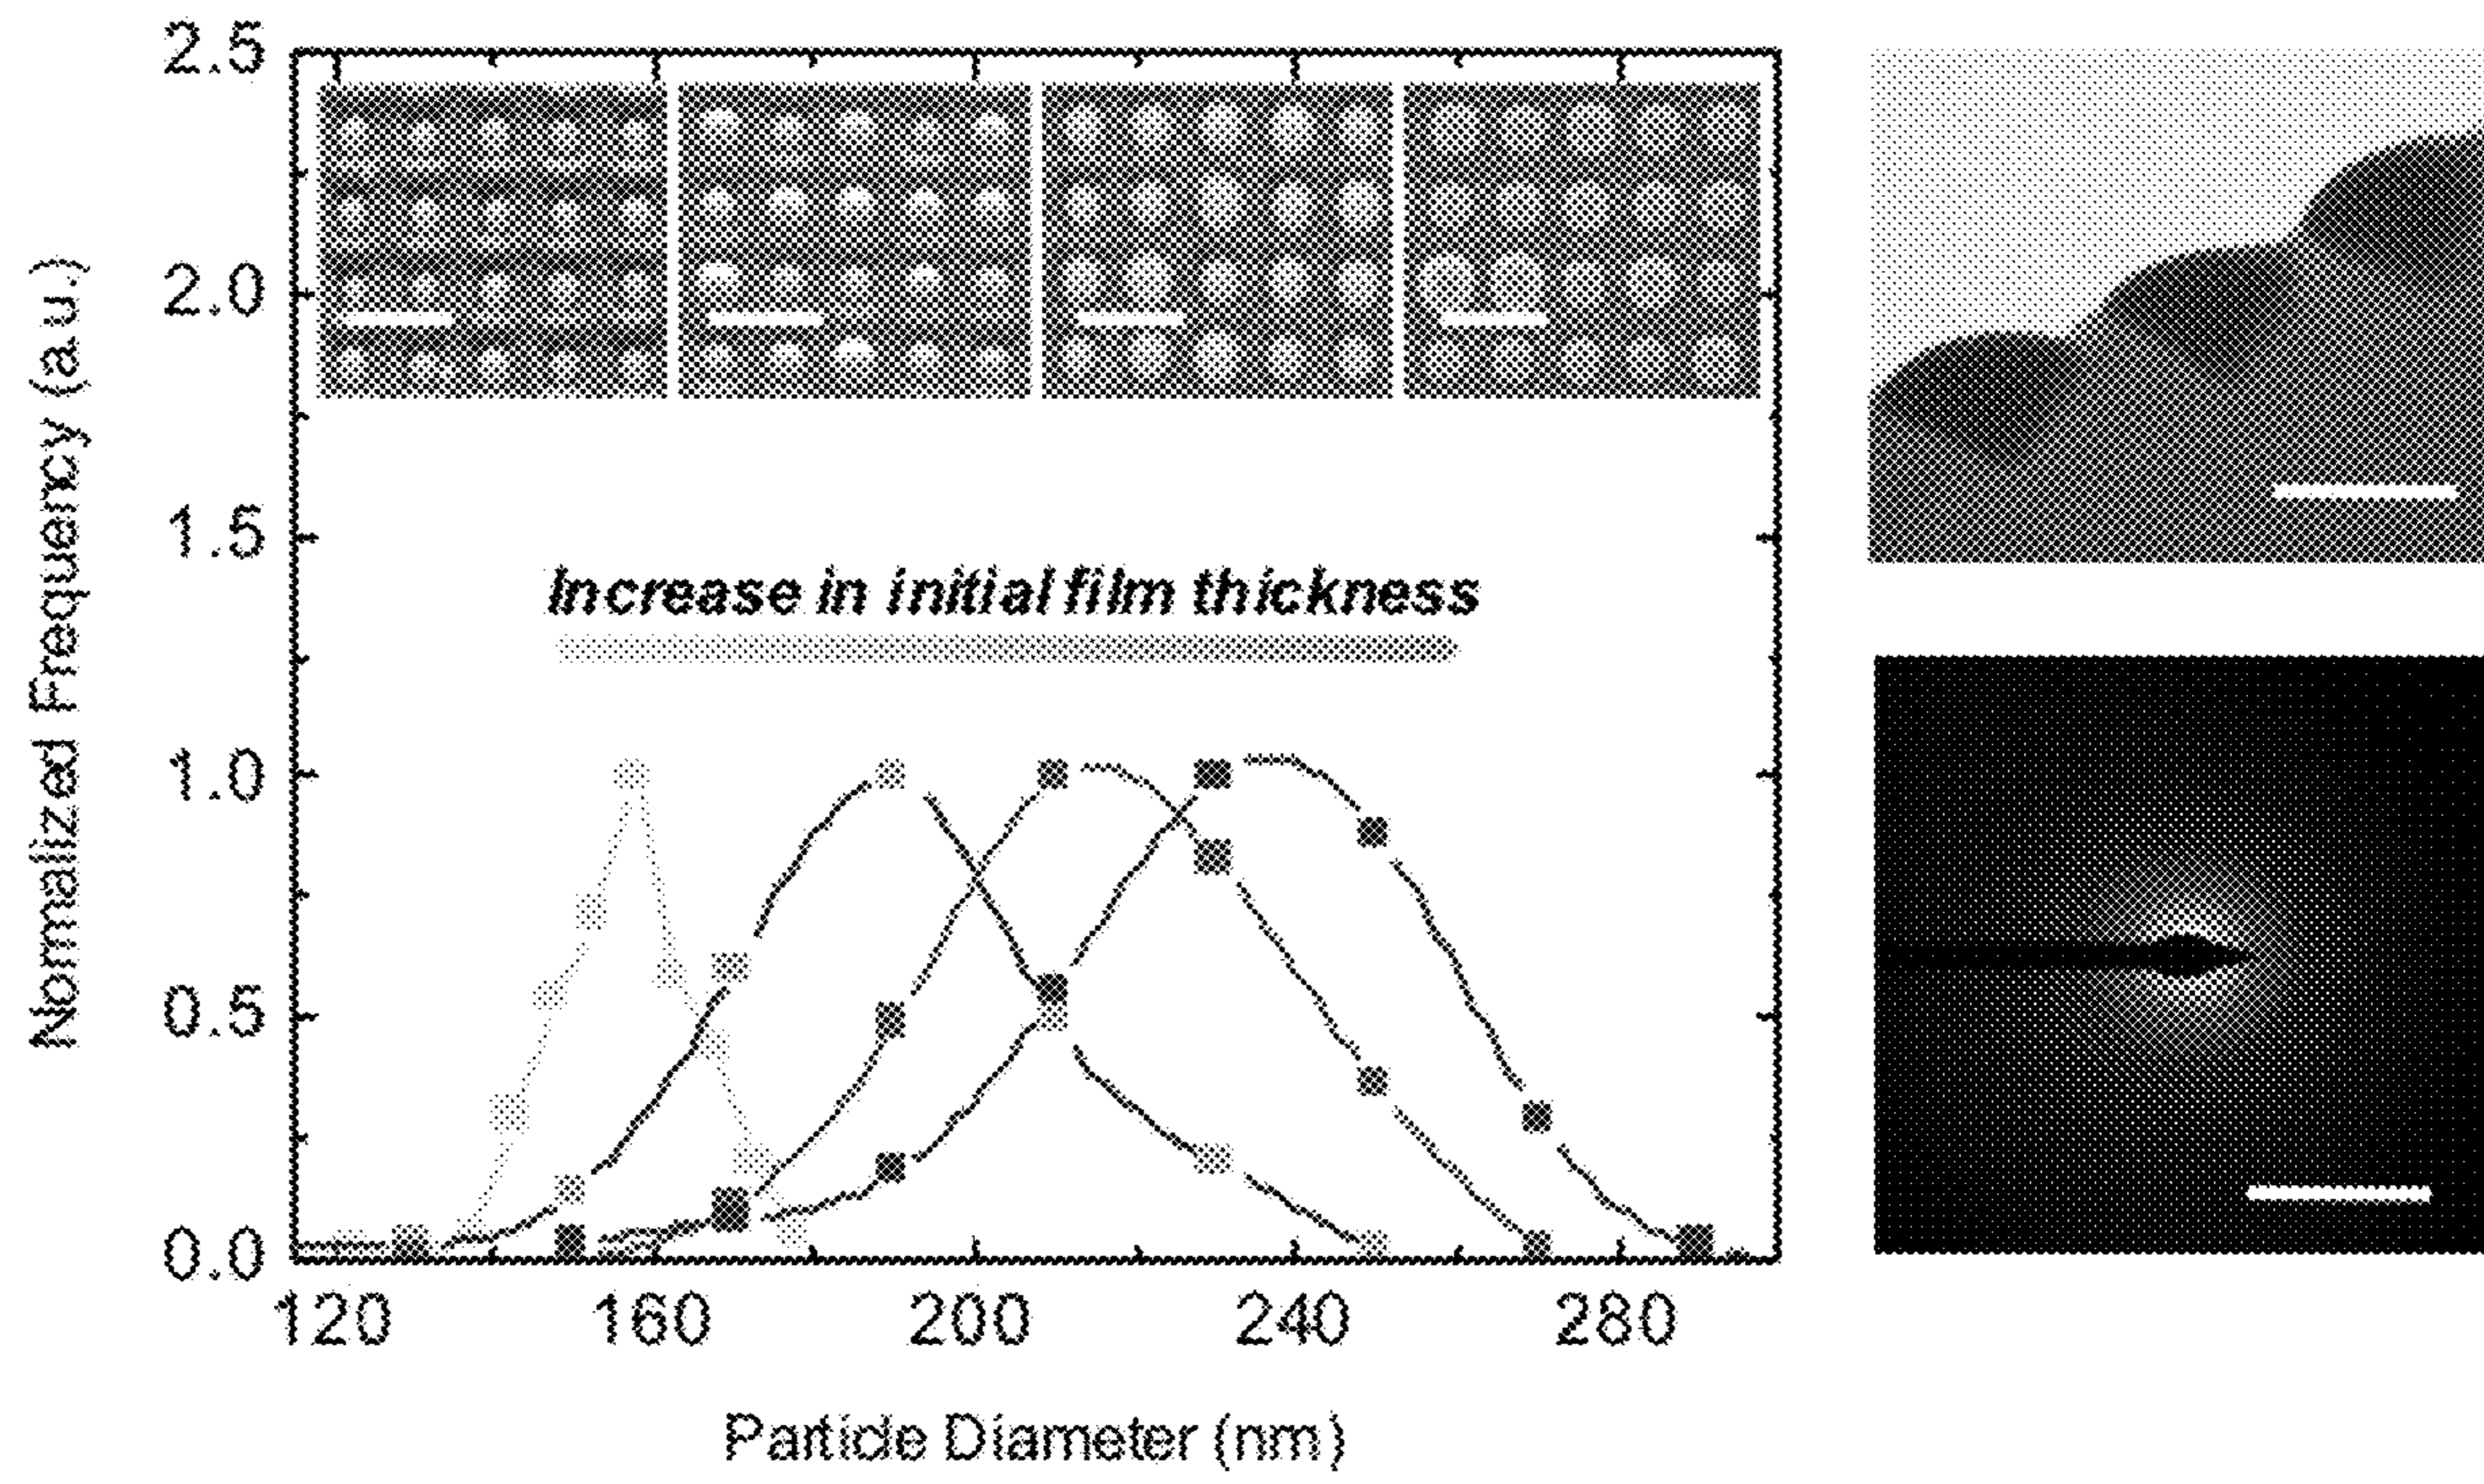 2.5
2.0
1.5
1.0
0.5
0.0
Normalized Frequency (a.u.)
Increase in initial film thickness
120 160 200 240 280
Particle Diameter (nm)